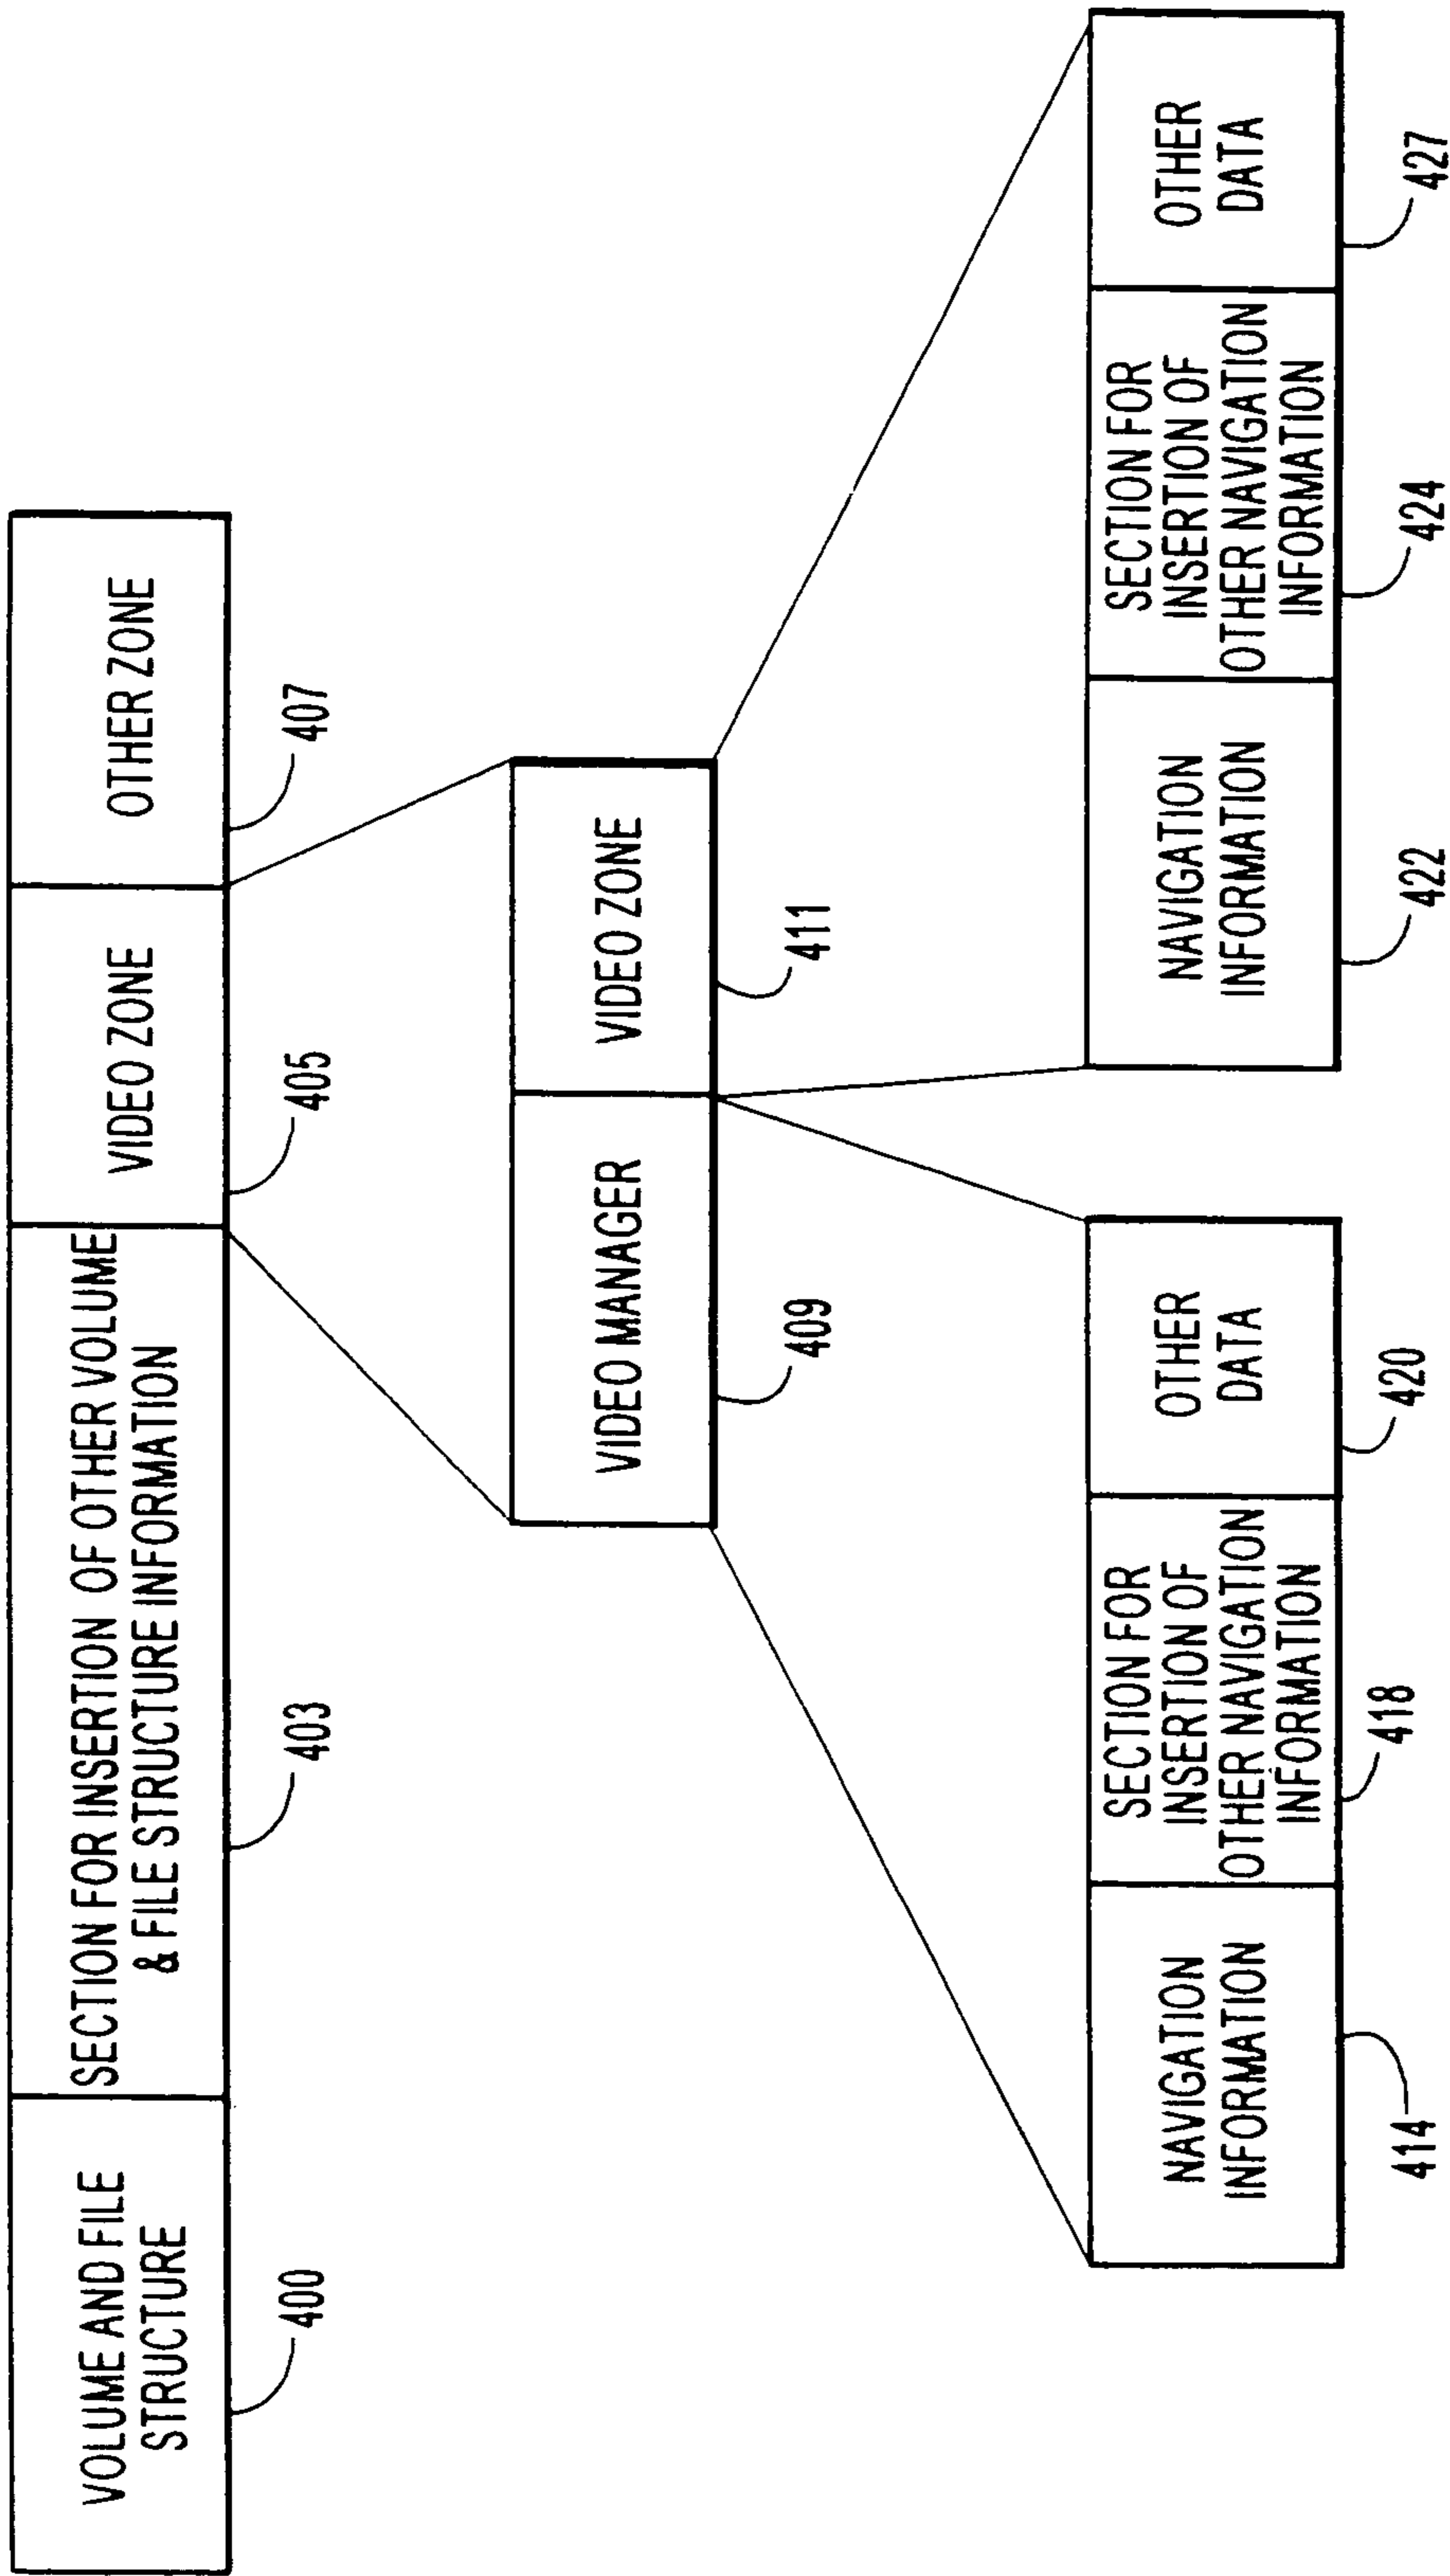 VOLUME AND FILE
STRUCTURE
400
SECTION FOR INSERTION OF OTHER VOLUME
& FILE STRUCTURE INFORMATION
403
VIDEO ZONE
405
OTHER ZONE
407
VIDEO MANAGER
409
VIDEO ZONE
411
NAVIGATION
INFORMATION
414
SECTION FOR
INSERTION OF
OTHER NAVIGATION
INFORMATION
418
OTHER
DATA
420
NAVIGATION
INFORMATION
422
SECTION FOR
INSERTION OF
OTHER NAVIGATION
INFORMATION
424
OTHER
DATA
427